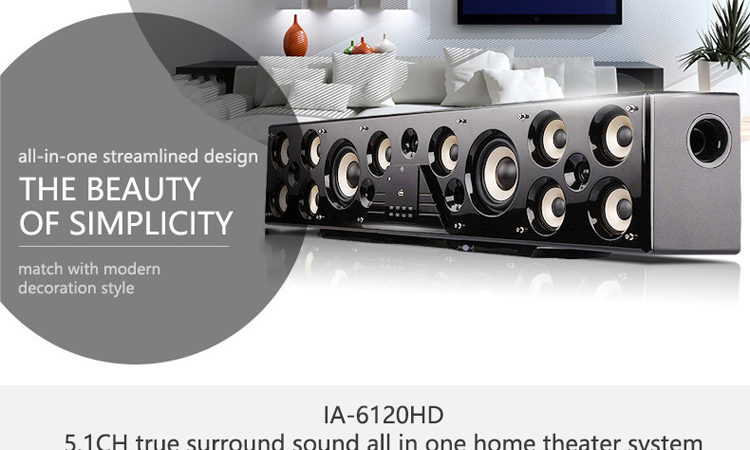 all-in-one streamlined design
THE BEAUTY
OF SIMPLICITY
match with modern
decoration style
IA-6120HD
5.1CH true surround sound all in one home theater system